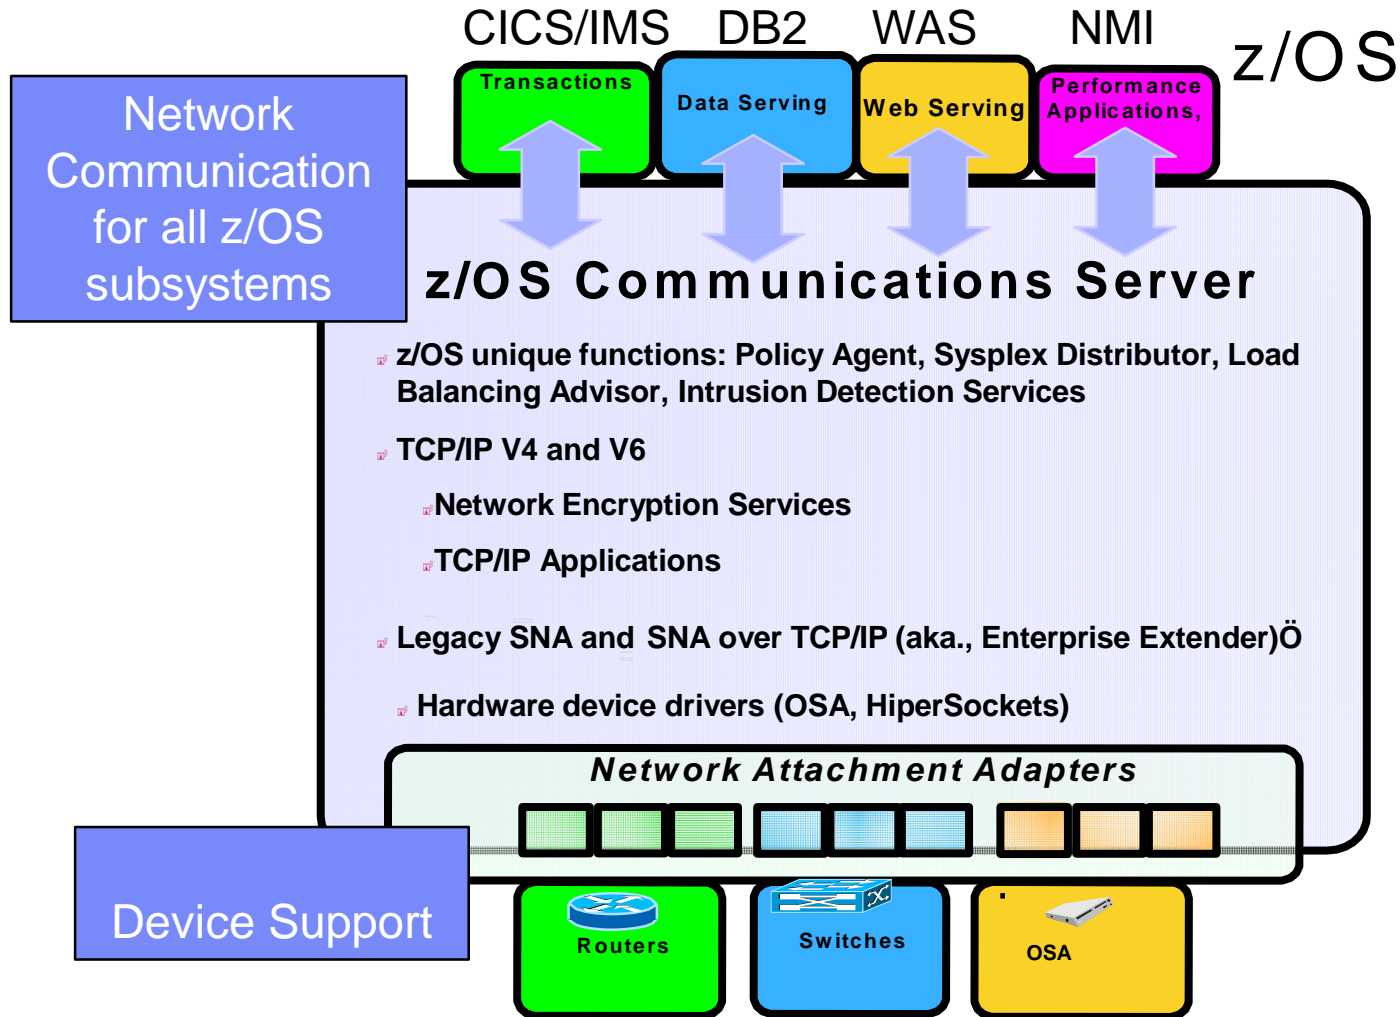 CICS/IMS DB2 WAS NMI
z/OS
Transactions
Data Serving
Web Serving
Performance
Applications,
Network
Communication
for all z/OS
subsystems
z/OS Communications Server
z/OS unique functions: Policy Agent, Sysplex Distributor, Load
Balancing Advisor, Intrusion Detection Services
TCP/IP V4 and V6
Network Encryption Services
TCP/IP Applications
Legacy SNA and SNA over TCP/IP (aka., Enterprise Extender)Ö
Hardware device drivers (OSA, HiperSockets)
Network Attachment Adapters
Device Support
Routers
Switches
OSA